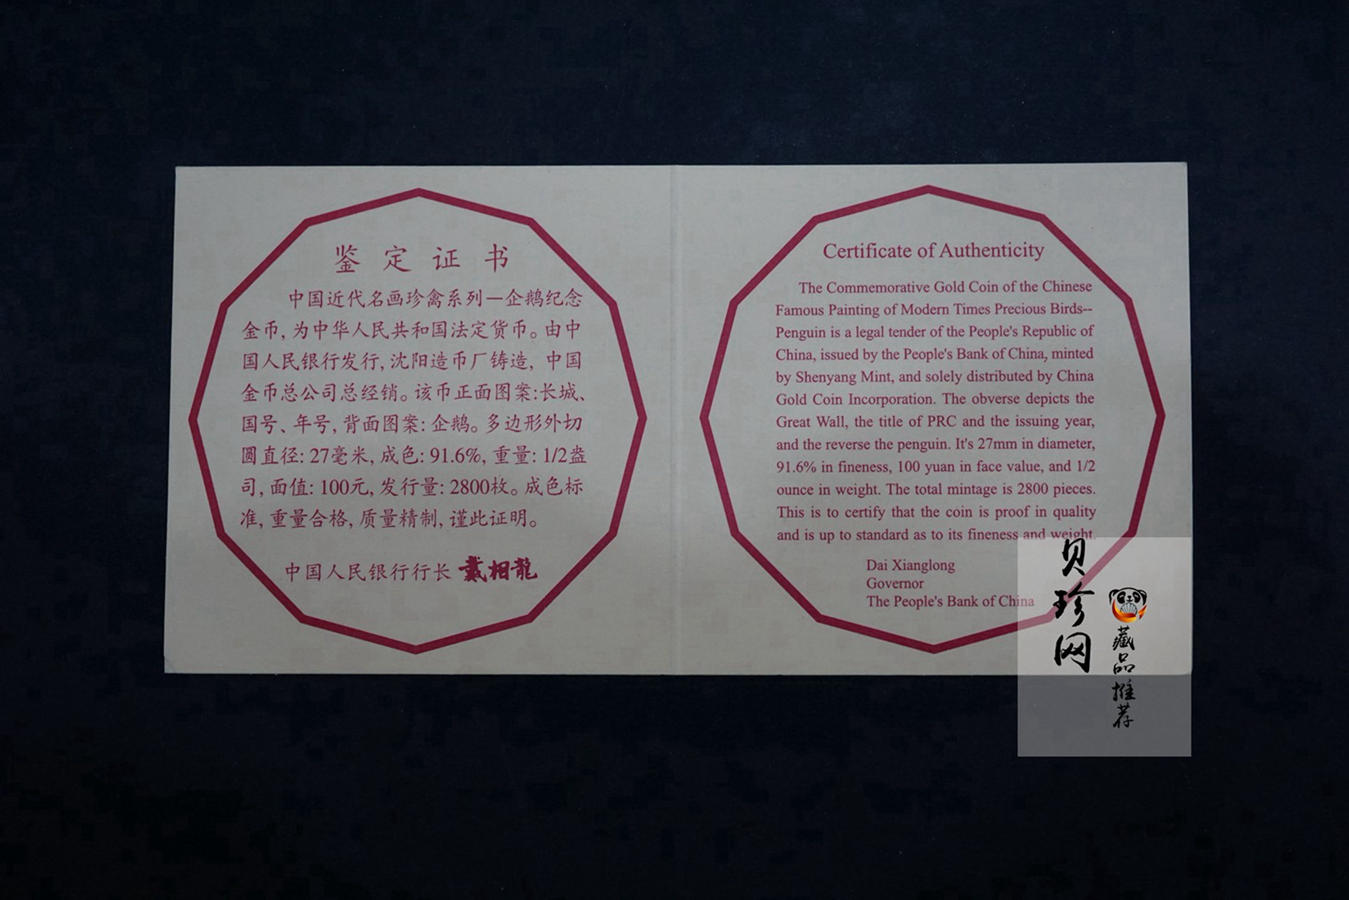 鉴定证书
中国近代名画珍禽系列—企鹅纪念
金币,为中华人民共和国法定货币。由中
国人民银行发行,沈阳造币厂铸造,中国
金币总公司总经销。该币正面图案:长城、
国号、年号,背面图案:企鹅。多边形外切
圆直径:27毫米,成色:91.6%,重量:1/2盎
司,面值:100元,发行量:2800枚。成色标
准,重量合格,质量精制,谨此证明。
中国人民银行行长 戴相龍
Certificate of Authenticity
The Commemorative Gold Coin of the Chinese
Famous Painting of Modern Times Precious Birds--
Penguin is a legal tender of the People's Republic of
China, issued by the People's Bank of China, minted
by Shenyang Mint, and solely distributed by China
Gold Coin Incorporation. The obverse depicts the
Great Wall, the title of PRC and the issuing year,
and the reverse the penguin. It's 27mm in diameter,
91.6% in fineness, 100 yuan in face value, and 1/2
ounce in weight. The total mintage is 2800 pieces.
This is to certify that the coin is proof in quality
and is up to standard as to its fineness and weight.
Dai Xianglong
Governor
The People's Bank of China
贝珍网
藏品推荐